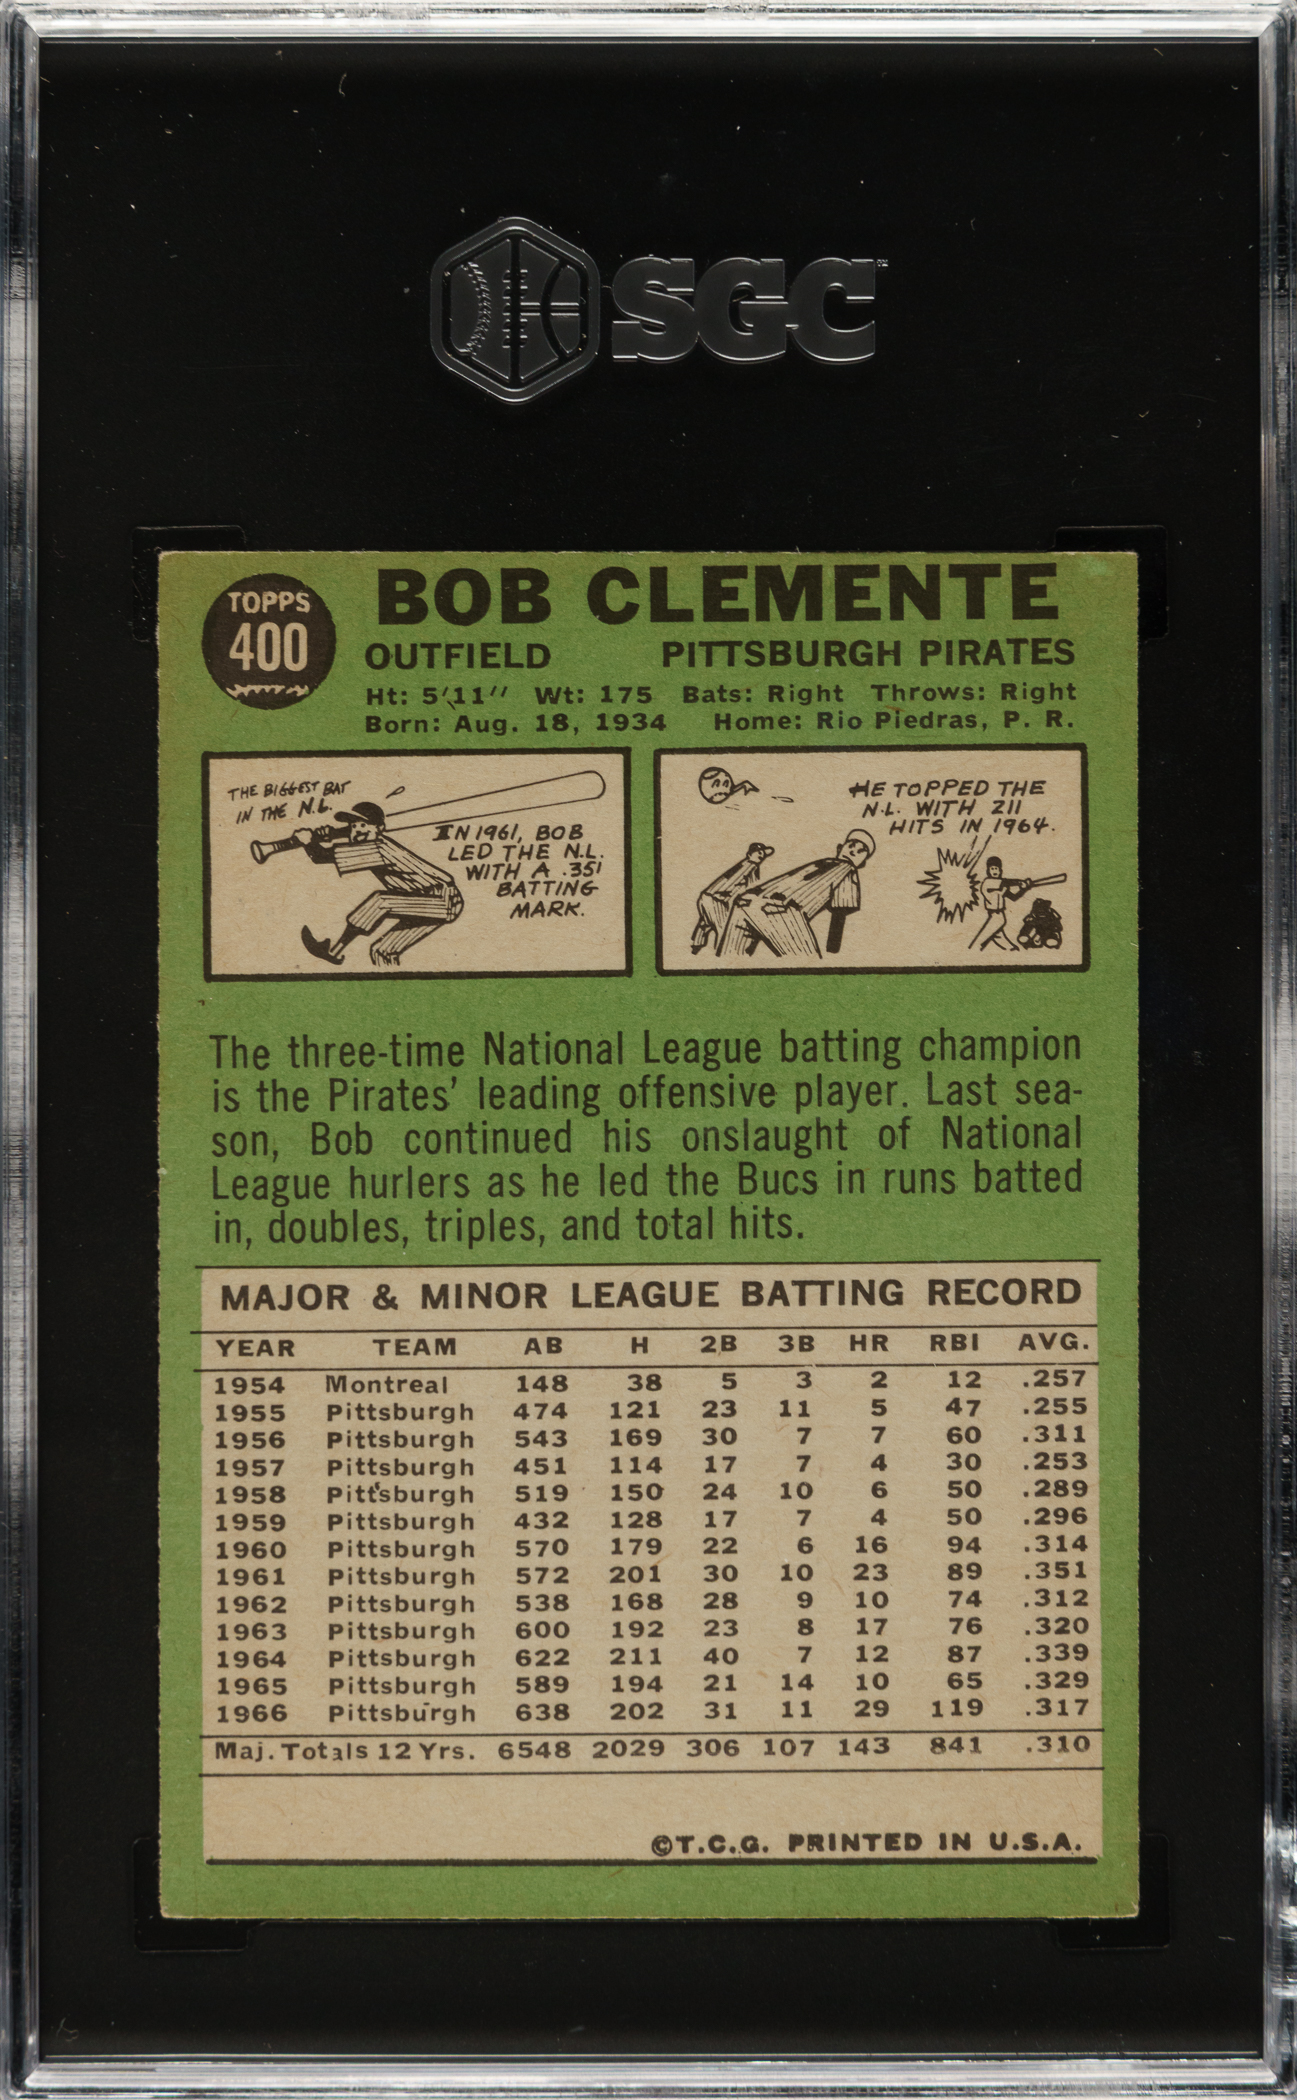 SGC™
TOPPS
400
BOB CLEMENTE
OUTFIELD PITTSBURGH PIRATES
Ht: 5'11" Wt: 175 Bats: Right Throws: Right
Born: Aug. 18, 1934 Home: Rio Piedras, P. R.
THE BIGGEST BAT
IN THE N.L.
IN 1961, BOB
LED THE N.L.
WITH A .351
BATTING
MARK.
HE TOPPED THE
N.L. WITH 211
HITS IN 1964.
The three-time National League batting champion
is the Pirates' leading offensive player. Last sea-
son, Bob continued his onslaught of National
League hurlers as he led the Bucs in runs batted
in, doubles, triples, and total hits.
MAJOR & MINOR LEAGUE BATTING RECORD
YEAR TEAM AB H 2B 3B HR RBI AVG.
1954 Montreal 148 38 5 3 2 12 .257
1955 Pittsburgh 474 121 23 11 5 47 .255
1956 Pittsburgh 543 169 30 7 7 60 .311
1957 Pittsburgh 451 114 17 7 4 30 .253
1958 Pittsburgh 519 150 24 10 6 50 .289
1959 Pittsburgh 432 128 17 7 4 50 .296
1960 Pittsburgh 570 179 22 6 16 94 .314
1961 Pittsburgh 572 201 30 10 23 89 .351
1962 Pittsburgh 538 168 28 9 10 74 .312
1963 Pittsburgh 600 192 23 8 17 76 .320
1964 Pittsburgh 622 211 40 7 12 87 .339
1965 Pittsburgh 589 194 21 14 10 65 .329
1966 Pittsburgh 638 202 31 11 29 119 .317
Maj. Totals 12 Yrs. 6548 2029 306 107 143 841 .310
©T.C.G. PRINTED IN U.S.A.